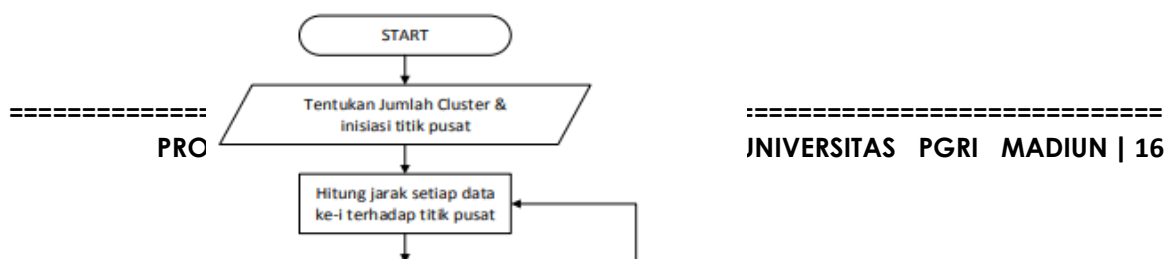 START
Tentukan Jumlah Cluster &
inisiasi titik pusat
==============    ==============================
PRO    UNIVERSITAS PGRI MADIUN | 16
Hitung jarak setiap data
ke-i terhadap titik pusat